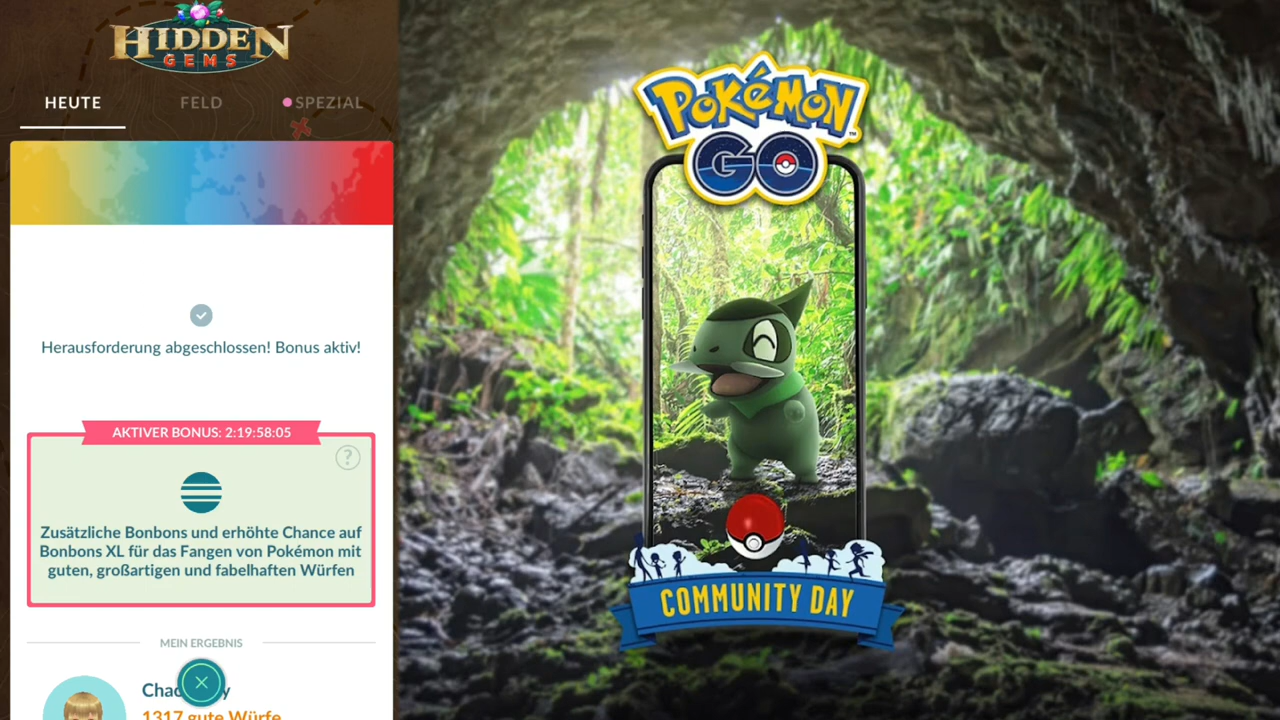 HIDDEN
GEMS
HEUTE
FELD
SPEZIAL
Herausforderung abgeschlossen! Bonus aktiv!
AKTIVER BONUS: 2:19:58:05
?
Zusätzliche Bonbons und erhöhte Chance auf
Bonbons XL für das Fangen von Pokémon mit
guten, großartigen und fabelhaften Würfen
MEIN ERGEBNIS
1317 gute Würfe
POKéMON
GO
TM
COMMUNITY DAY